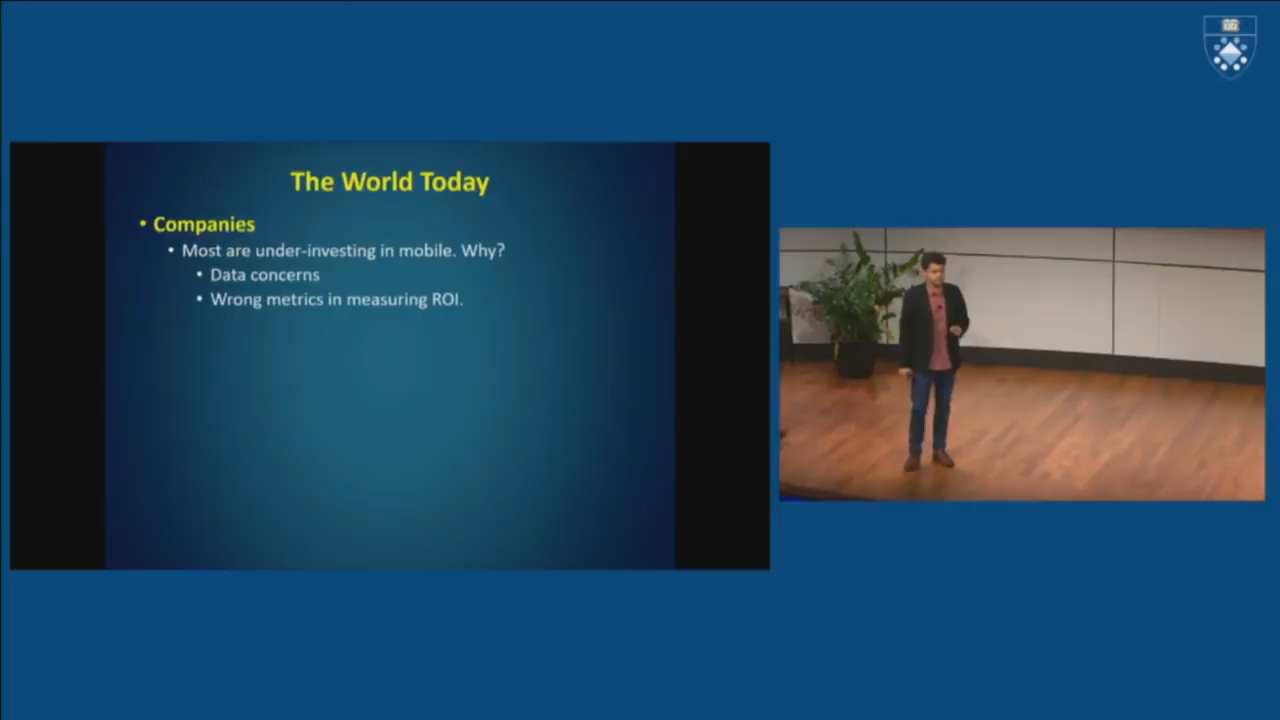 The World Today
• Companies
• Most are under-investing in mobile. Why?
• Data concerns
• Wrong metrics in measuring ROI.